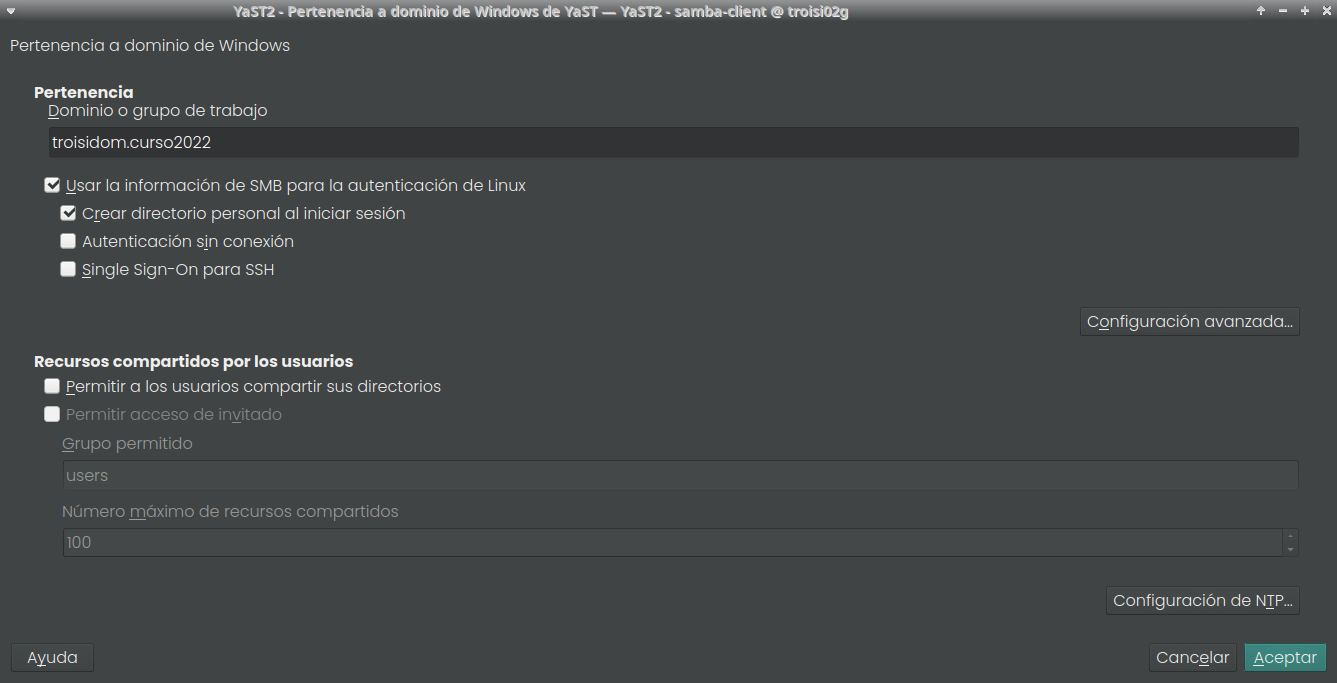 YaST2 - Pertenencia a dominio de Windows de YaST — YaST2 - samba-client @ troisi02g
Pertenencia a dominio de Windows
Pertenencia
Dominio o grupo de trabajo
troisidom.curso2022
Usar la información de SMB para la autenticación de Linux
Crear directorio personal al iniciar sesión
Autenticación sin conexión
Single Sign-On para SSH
Configuración avanzada...
Recursos compartidos por los usuarios
Permitir a los usuarios compartir sus directorios
Permitir acceso de invitado
Grupo permitido
users
Número máximo de recursos compartidos
100
Configuración de NTP...
Ayuda
Cancelar
Aceptar